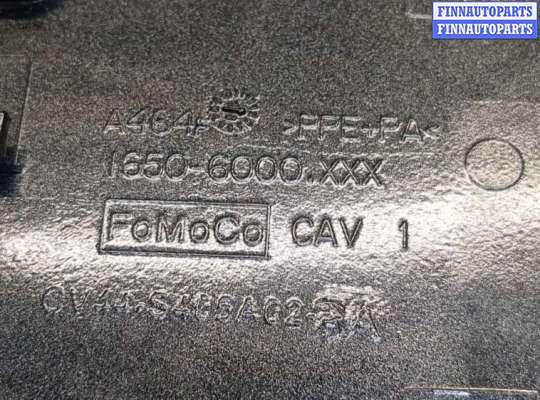 FINNAUTOPARTS
FINNAUTOPARTS
A464 >PPE+PA<
1650-6000.XXX
FoMoCo CAV 1